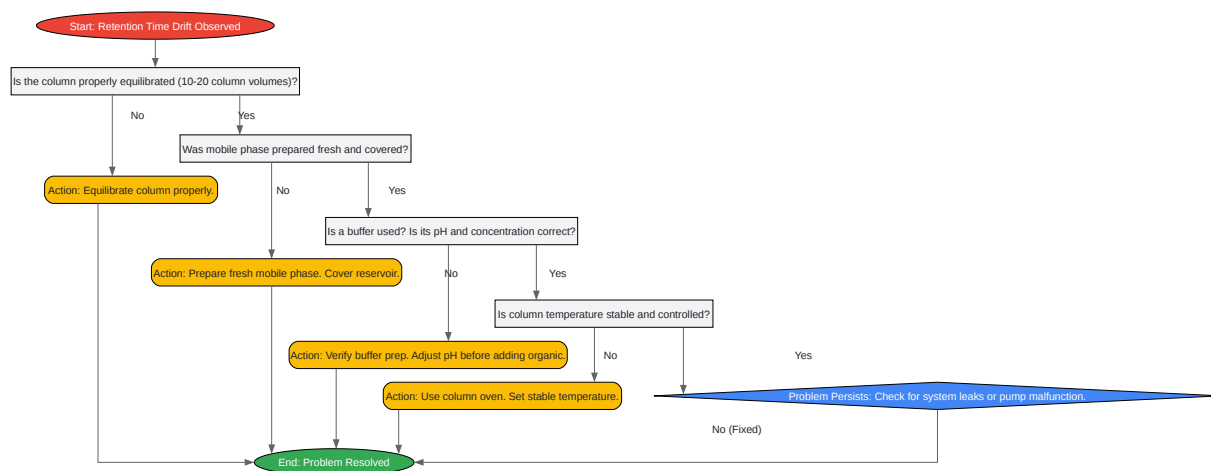 Start: Retention Time Drift Observed
Is the column properly equilibrated (10-20 column volumes)?
No
Yes
Was mobile phase prepared fresh and covered?
Action: Equilibrate column properly.
No
Yes
Is a buffer used? Is its pH and concentration correct?
Action: Prepare fresh mobile phase. Cover reservoir.
No
Yes
Is column temperature stable and controlled?
Action: Verify buffer prep. Adjust pH before adding organic.
No
Yes
Action: Use column oven. Set stable temperature.
Problem Persists: Check for system leaks or pump malfunction.
No (Fixed)
End: Problem Resolved